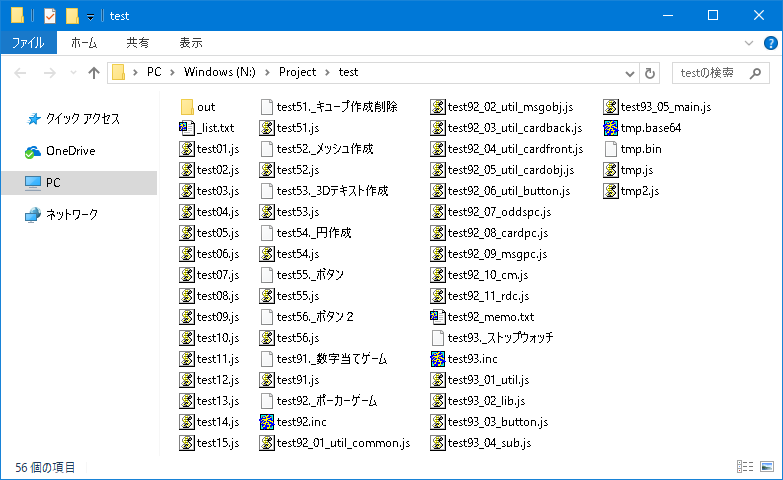 test
ファイル ホーム 共有 表示
PC Windows (N:) Project test testの検索
クイック アクセス
OneDrive
PC
ネットワーク
out
_list.txt
test01.js
test02.js
test03.js
test04.js
test05.js
test06.js
test07.js
test08.js
test09.js
test10.js
test11.js
test12.js
test13.js
test14.js
test15.js
test51._キューブ作成削除
test51.js
test52._メッシュ作成
test52.js
test53._3Dテキスト作成
test53.js
test54._円作成
test54.js
test55._ボタン
test55.js
test56._ボタン２
test56.js
test91._数字当てゲーム
test91.js
test92._ポーカーゲーム
test92.inc
test92_01_util_common.js
test92_02_util_msgobj.js
test92_03_util_cardback.js
test92_04_util_cardfront.js
test92_05_util_cardobj.js
test92_06_util_button.js
test92_07_oddspc.js
test92_08_cardpc.js
test92_09_msgpc.js
test92_10_cm.js
test92_11_rdc.js
test92_memo.txt
test93._ストップウォッチ
test93.inc
test93_01_util.js
test93_02_lib.js
test93_03_button.js
test93_04_sub.js
test93_05_main.js
tmp.base64
tmp.bin
tmp.js
tmp2.js
56 個の項目